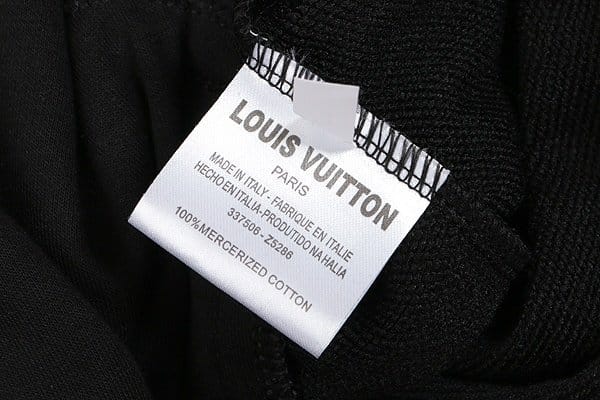 LOUIS VUITTON
PARIS
MADE IN ITALY - FABRIQUE EN ITALIE
HECHO EN ITALIA-PRODUTIDO NA HALIA
337506 - Z5286
100%MERCERIZED COTTON